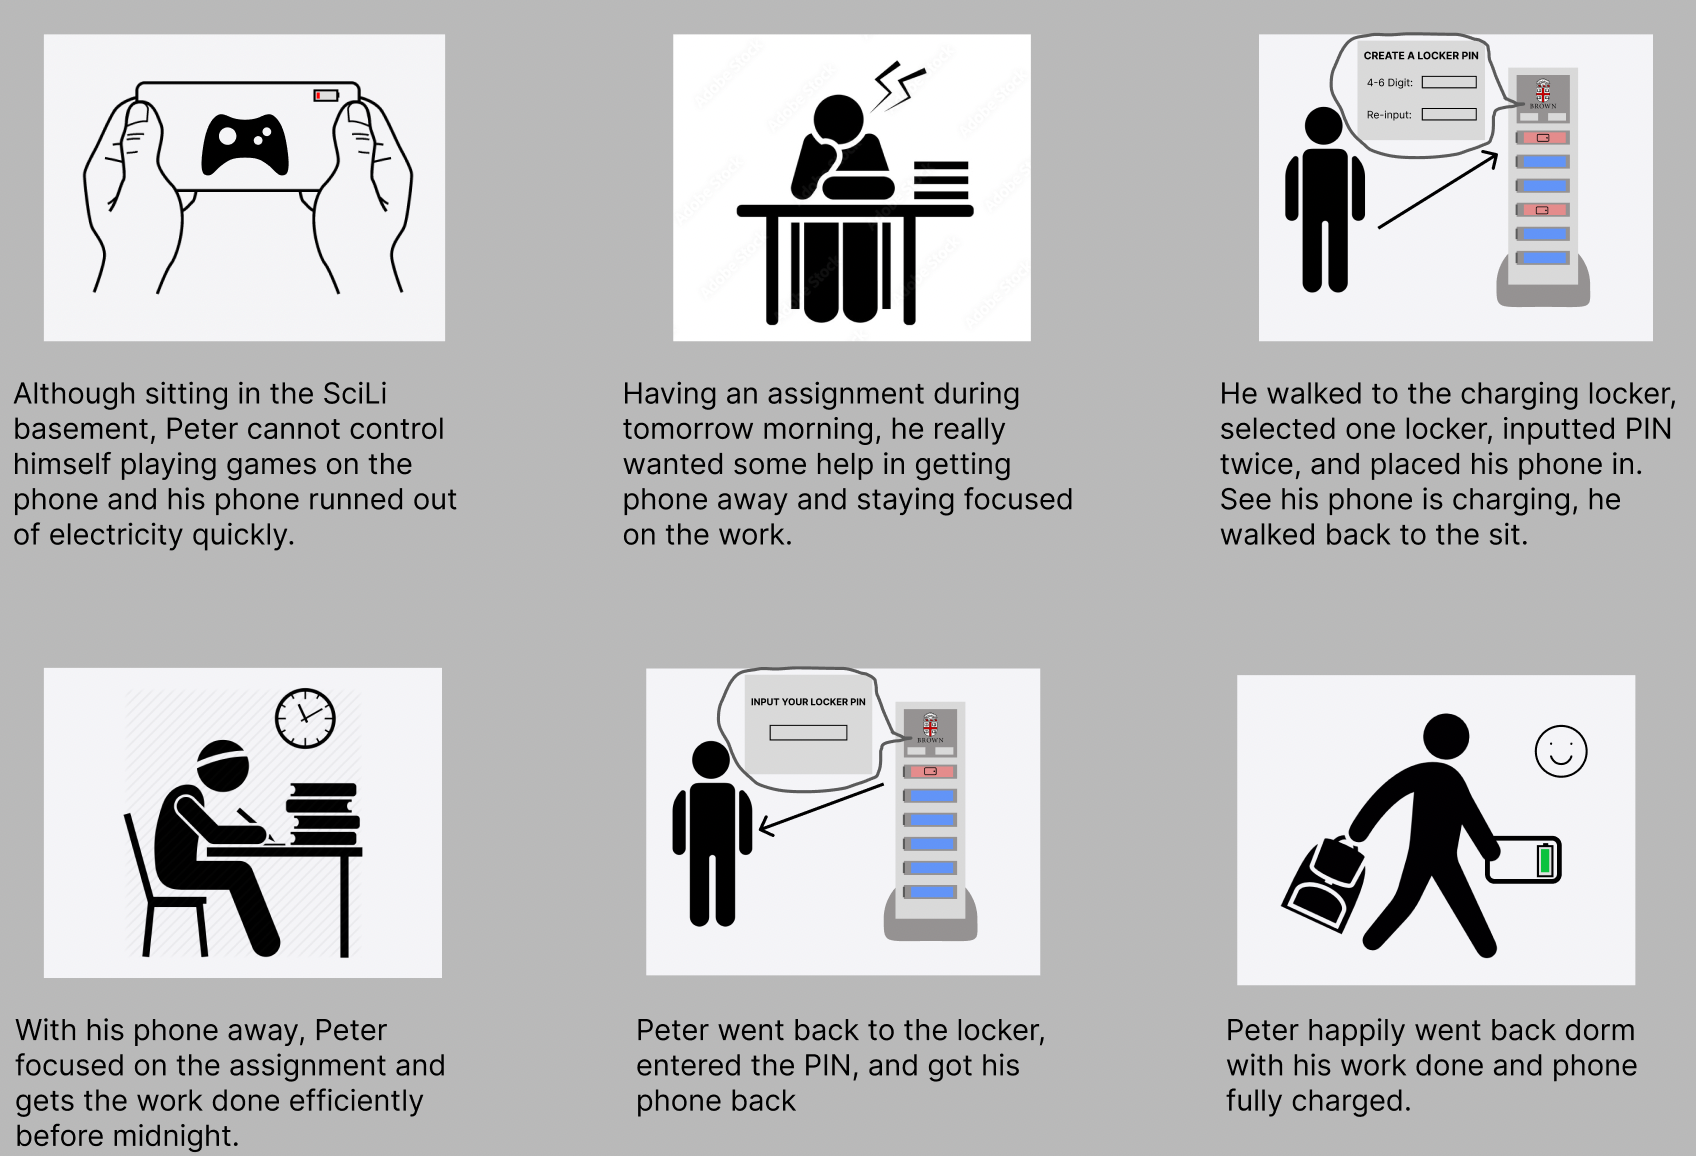 CREATE A LOCKER PIN
4-6 Digit:
Re-input:
BROWN
Although sitting in the SciLi
basement, Peter cannot control
himself playing games on the
phone and his phone runned out
of electricity quickly.
Having an assignment during
tomorrow morning, he really
wanted some help in getting
phone away and staying focused
on the work.
He walked to the charging locker,
selected one locker, inputted PIN
twice, and placed his phone in.
See his phone is charging, he
walked back to the sit.
INPUT YOUR LOCKER PIN
BROWN
With his phone away, Peter
focused on the assignment and
gets the work done efficiently
before midnight.
Peter went back to the locker,
entered the PIN, and got his
phone back
Peter happily went back dorm
with his work done and phone
fully charged.